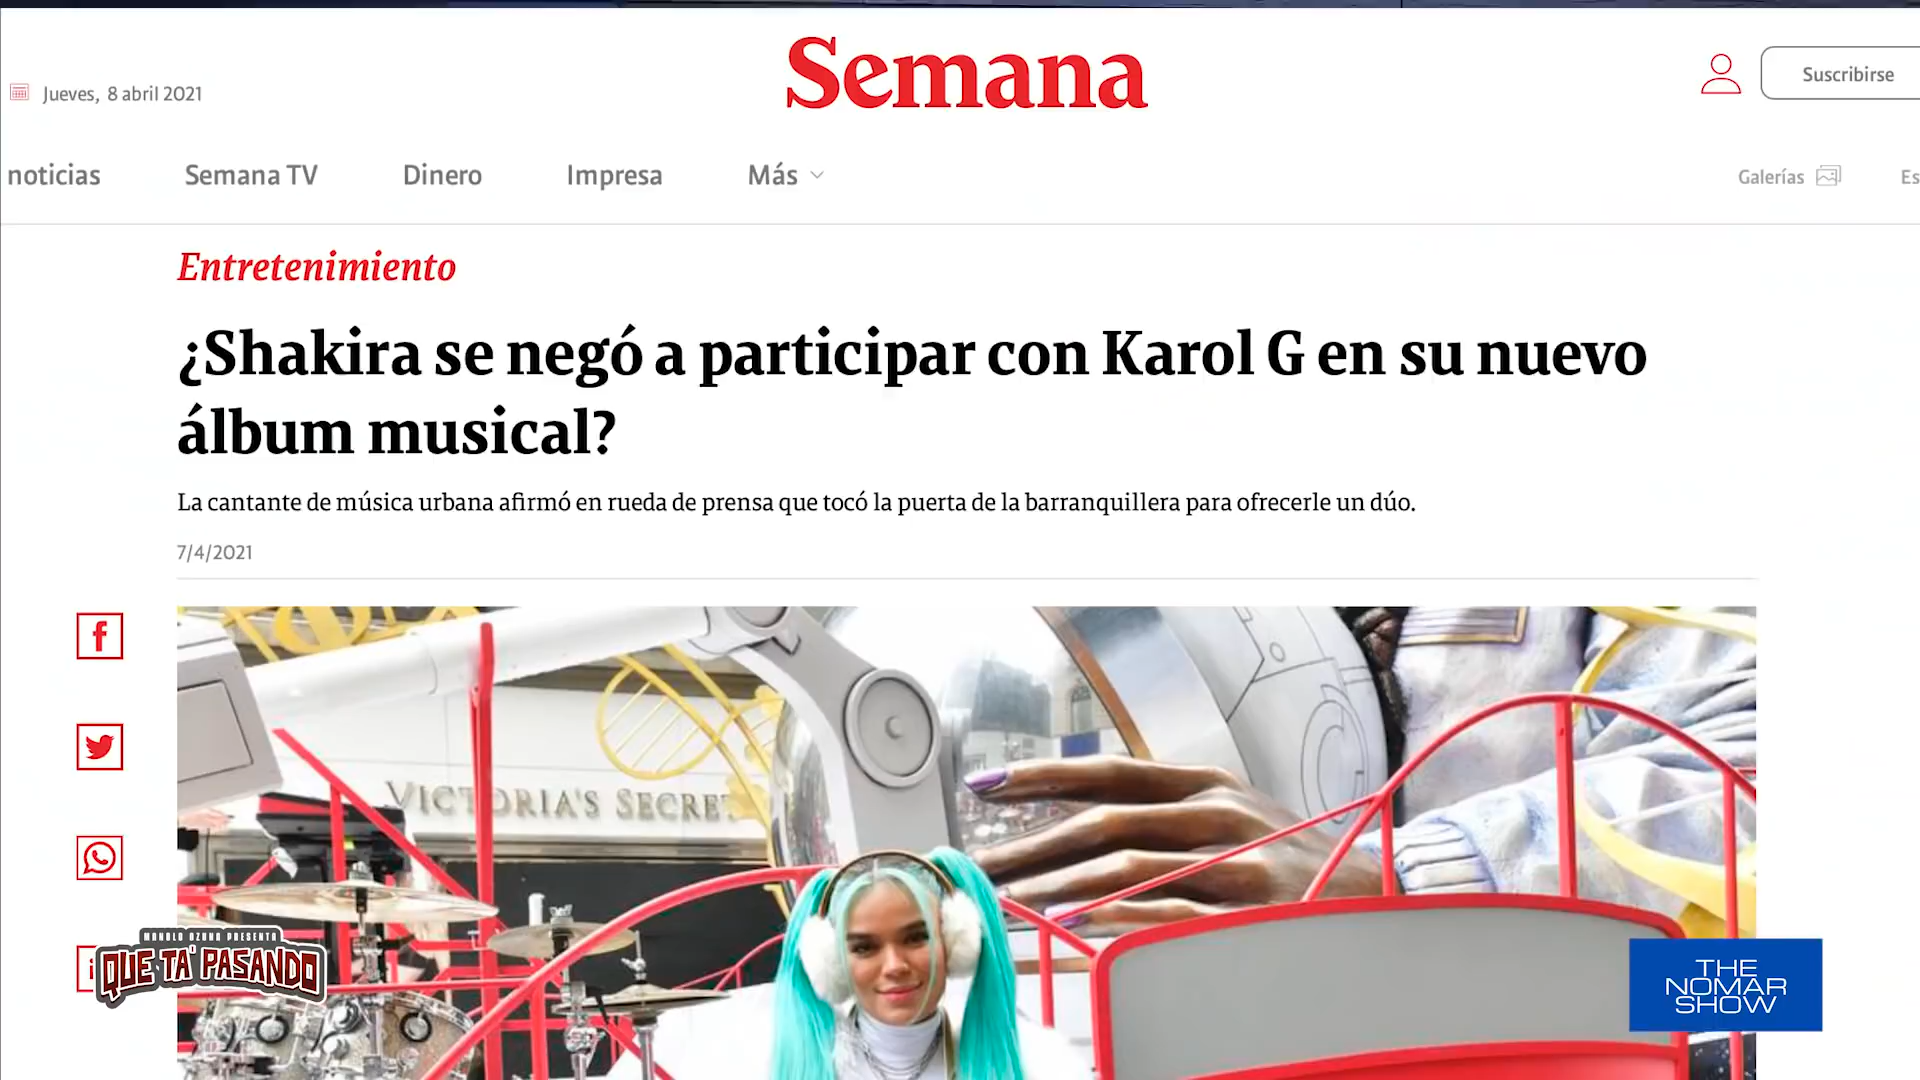 Semana
Jueves, 8 abril 2021
Suscribirse
noticias Semana TV Dinero Impresa Más
Galerías Es
Entretenimiento
¿Shakira se negó a participar con Karol G en su nuevo
álbum musical?
La cantante de música urbana afirmó en rueda de prensa que tocó la puerta de la barranquillera para ofrecerle un dúo.
7/4/2021
VICTORIA'S SECRET
MANOLO OZUNA PRESENTA
QUE TA' PASANDO
THE
NOMAR
SHOW